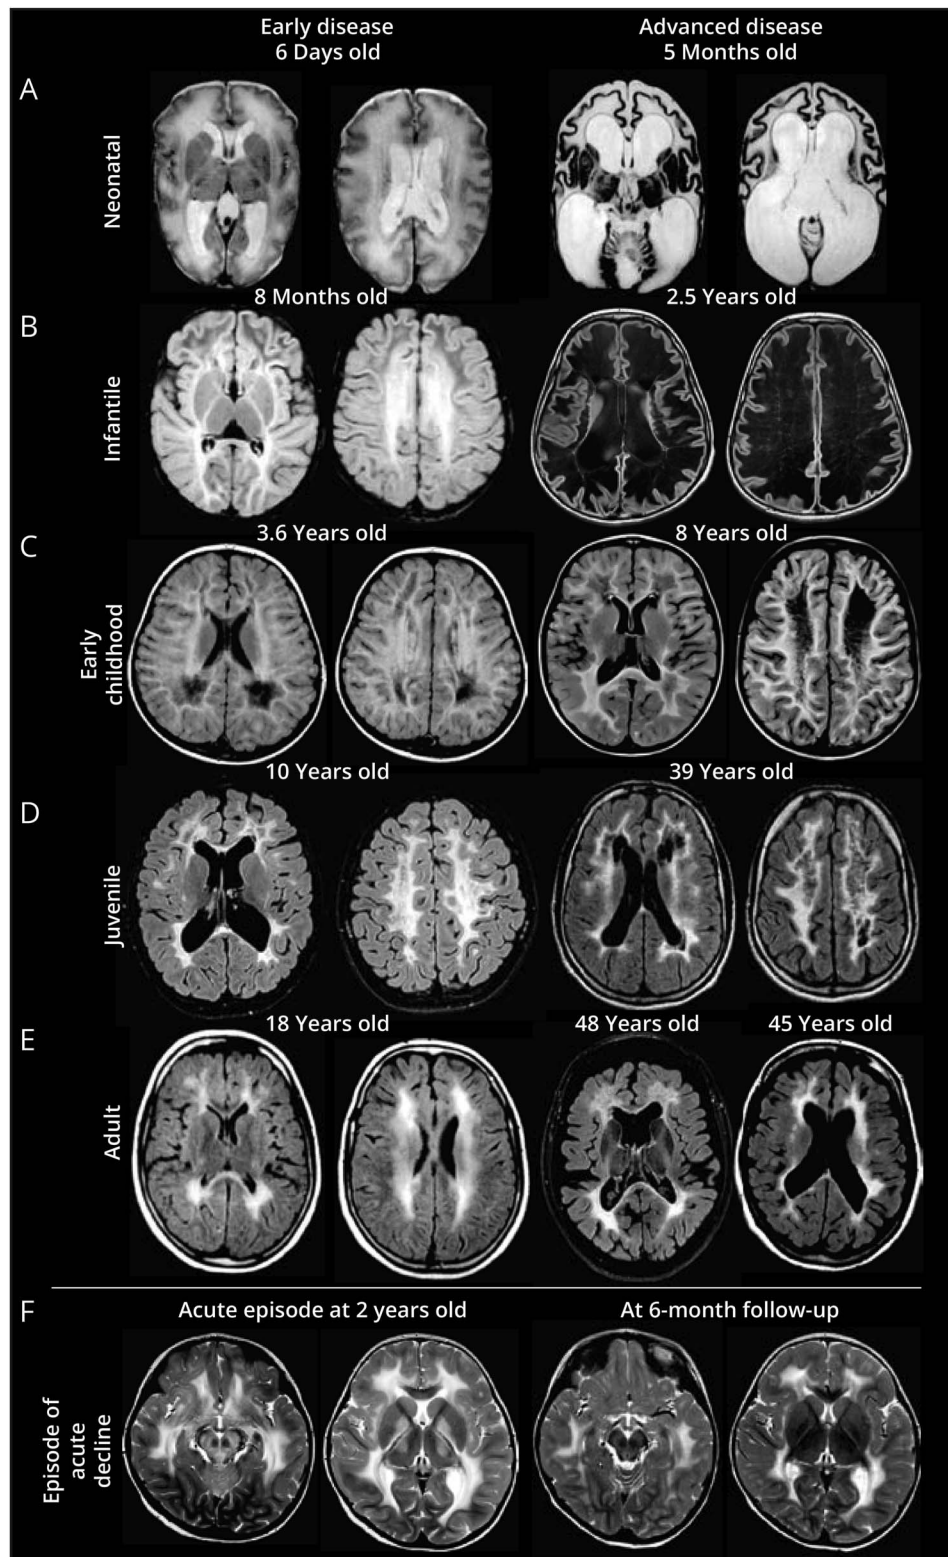 Early disease
6 Days old
Advanced disease
5 Months old
A
Neonatal
8 Months old
2.5 Years old
B
Infantile
3.6 Years old
8 Years old
C
Early
childhood
10 Years old
39 Years old
D
Juvenile
18 Years old
48 Years old
45 Years old
E
Adult
F
Acute episode at 2 years old
At 6-month follow-up
Episode of
acute
decline